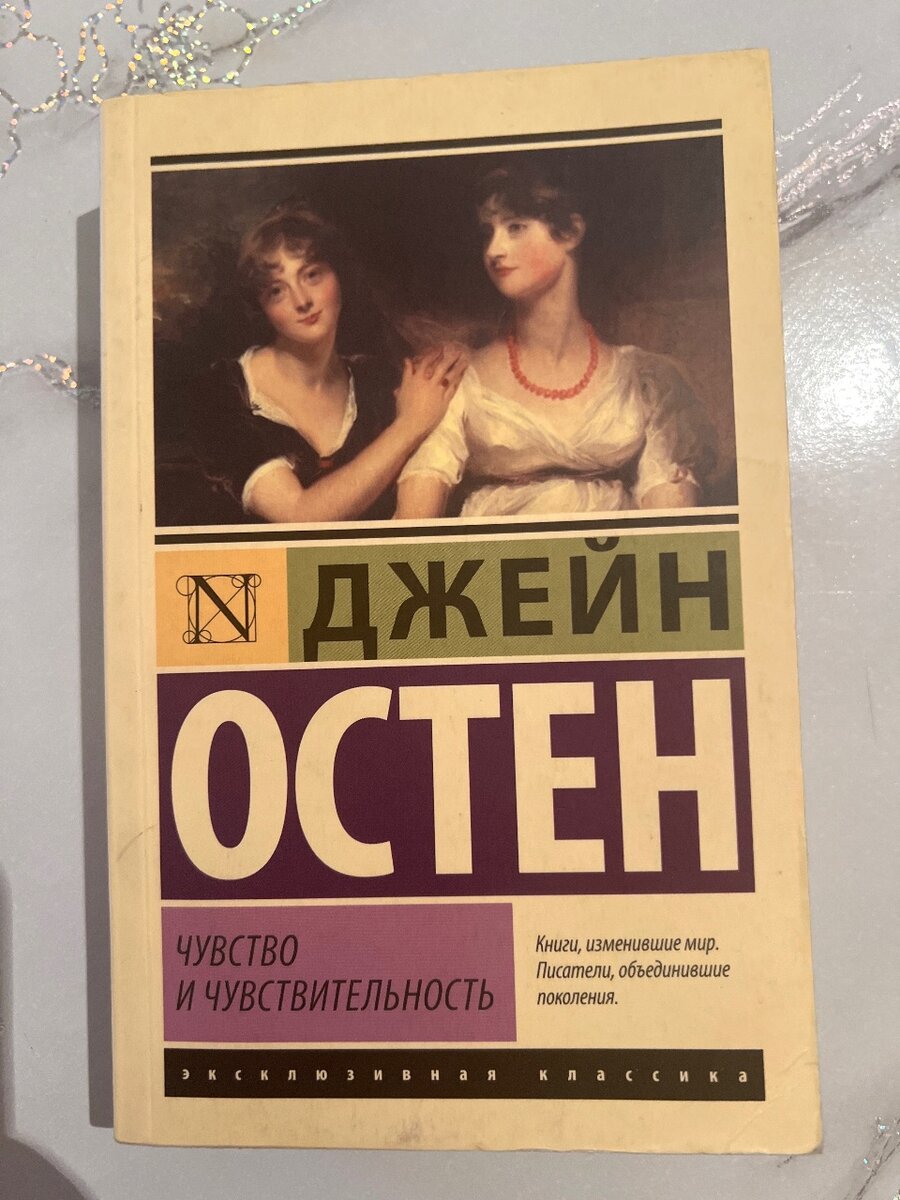 N
ДЖЕЙН
ОСТЕН
ЧУВСТВО
И ЧУВСТВИТЕЛЬНОСТЬ
Книги, изменившие мир.
Писатели, объединившие
поколения.
эксклюзивная классика